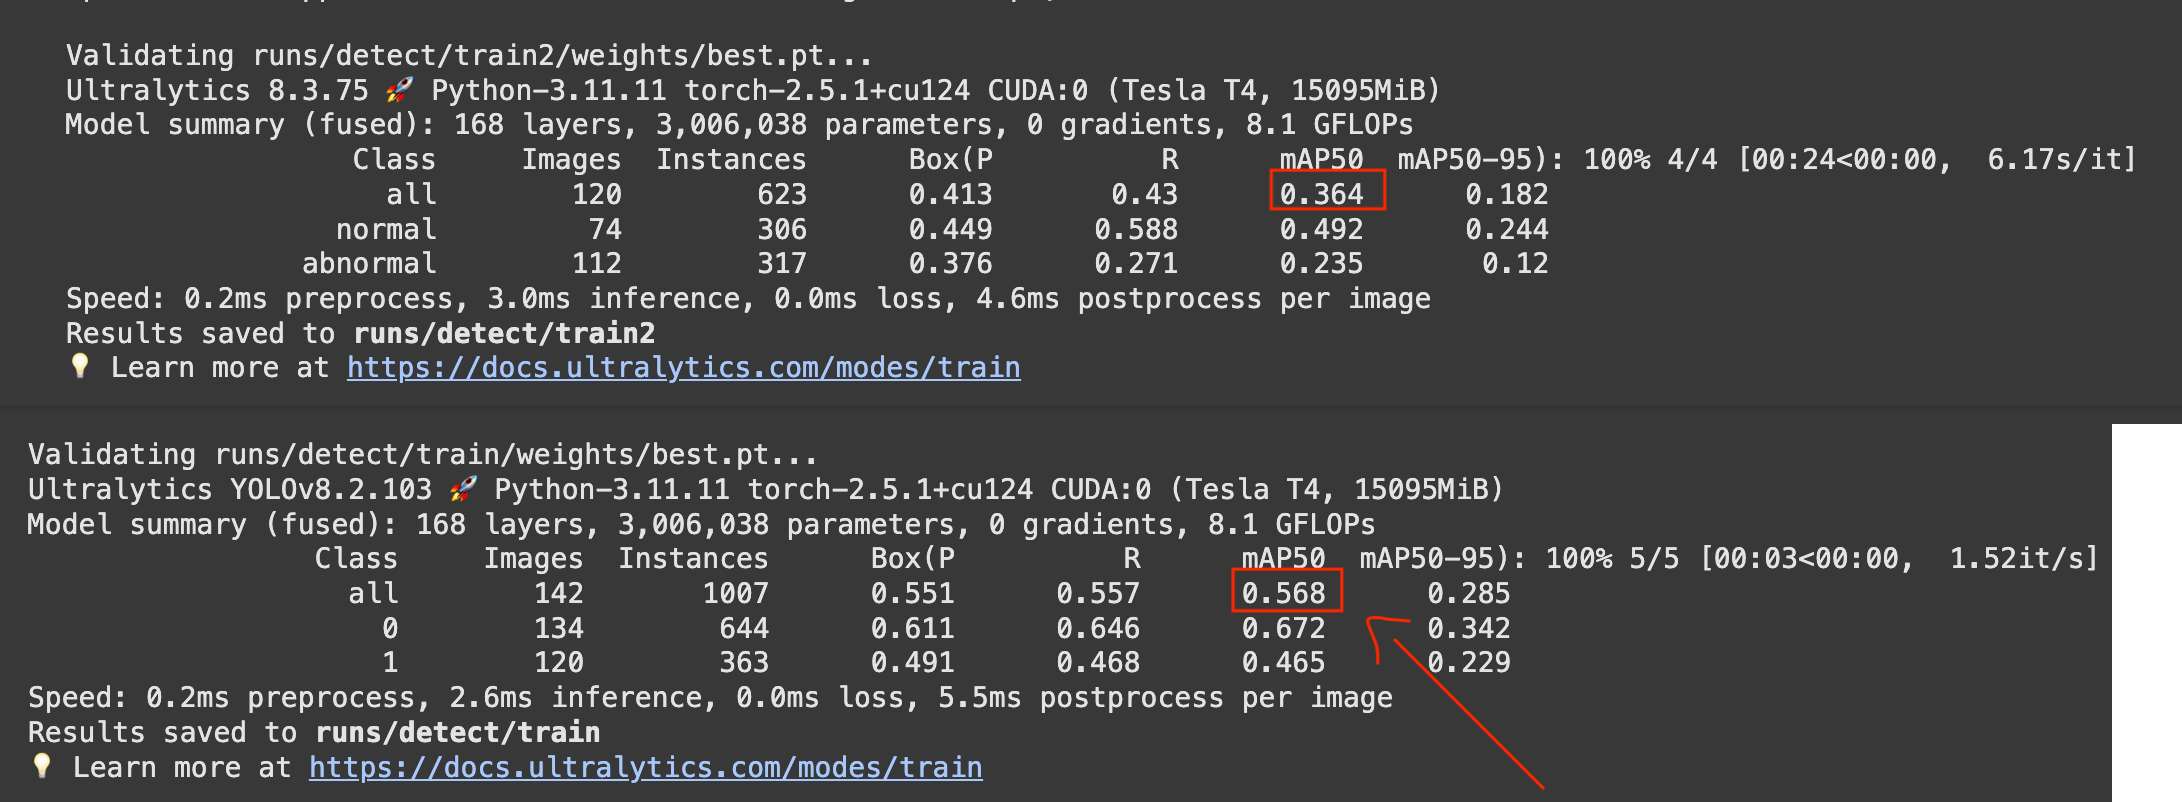 Validating runs/detect/train2/weights/best.pt...
Ultralytics 8.3.75 🚀 Python-3.11.11 torch-2.5.1+cu124 CUDA:0 (Tesla T4, 15095MiB)
Model summary (fused): 168 layers, 3,006,038 parameters, 0 gradients, 8.1 GFLOPs
Class Images Instances Box(P R mAP50 mAP50-95): 100% 4/4 [00:24<00:00, 6.17s/it]
all 120 623 0.413 0.43 0.364 0.182
normal 74 306 0.449 0.588 0.492 0.244
abnormal 112 317 0.376 0.271 0.235 0.12
Speed: 0.2ms preprocess, 3.0ms inference, 0.0ms loss, 4.6ms postprocess per image
Results saved to runs/detect/train2
💡 Learn more at https://docs.ultralytics.com/modes/train
Validating runs/detect/train/weights/best.pt...
Ultralytics YOLOv8.2.103 🚀 Python-3.11.11 torch-2.5.1+cu124 CUDA:0 (Tesla T4, 15095MiB)
Model summary (fused): 168 layers, 3,006,038 parameters, 0 gradients, 8.1 GFLOPs
Class Images Instances Box(P R mAP50 mAP50-95): 100% 5/5 [00:03<00:00, 1.52it/s]
all 142 1007 0.551 0.557 0.568 0.285
0 134 644 0.611 0.646 0.672 0.342
1 120 363 0.491 0.468 0.465 0.229
Speed: 0.2ms preprocess, 2.6ms inference, 0.0ms loss, 5.5ms postprocess per image
Results saved to runs/detect/train
💡 Learn more at https://docs.ultralytics.com/modes/train